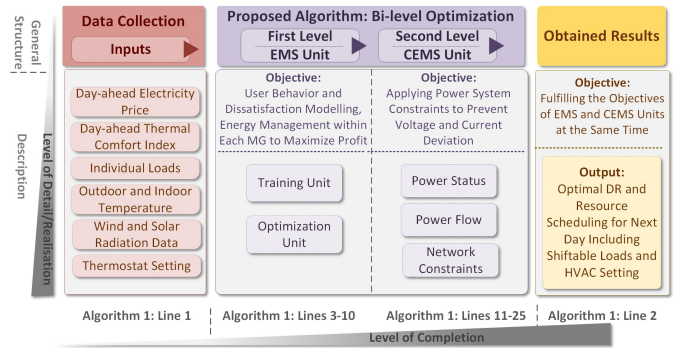 General
Structure
Description
Level of Detail/Realisation
Data Collection
Inputs
Day-ahead Electricity
Price
Day-ahead Thermal
Comfort Index
Individual Loads
Outdoor and Indoor
Temperature
Wind and Solar
Radiation Data
Thermostat Setting
Proposed Algorithm: Bi-level Optimization
First Level
EMS Unit
Second Level
CEMS Unit
Objective:
User Behavior and
Dissatisfaction Modelling,
Energy Management within
Each MG to Maximize Profit
Training Unit
Optimization
Unit
Objective:
Applying Power System
Constraints to Prevent
Voltage and Current
Deviation
Power Status
Power Flow
Network
Constraints
Obtained Results
Objective:
Fulfilling the Objectives
of EMS and CEMS Units
at the Same Time
Output:
Optimal DR and
Resource
Scheduling for Next
Day Including
Shiftable Loads and
HVAC Setting
Algorithm 1: Line 1
Algorithm 1: Lines 3-10
Algorithm 1: Lines 11-25
Algorithm 1: Line 2
Level of Completion